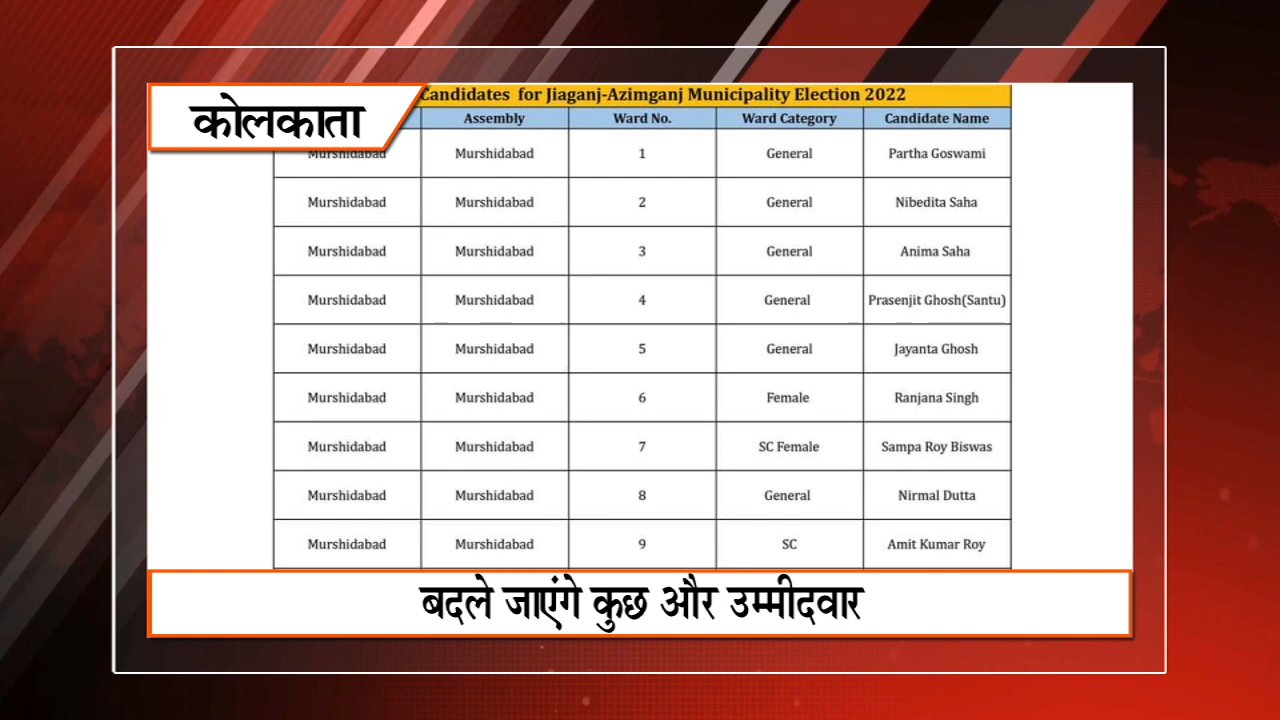 कोलकाता
Candidates for Jiaganj-Azimganj Municipality Election 2022
Assembly Ward No. Ward Category Candidate Name
Murshidabad Murshidabad 1 General Partha Goswami
Murshidabad Murshidabad 2 General Nibedita Saha
Murshidabad Murshidabad 3 General Anima Saha
Murshidabad Murshidabad 4 General Prasenjit Ghosh(Santu)
Murshidabad Murshidabad 5 General Jayanta Ghosh
Murshidabad Murshidabad 6 Female Ranjana Singh
Murshidabad Murshidabad 7 SC Female Sampa Roy Biswas
Murshidabad Murshidabad 8 General Nirmal Dutta
Murshidabad Murshidabad 9 SC Amit Kumar Roy
बदले जाएंगे कुछ और उम्मीदवार